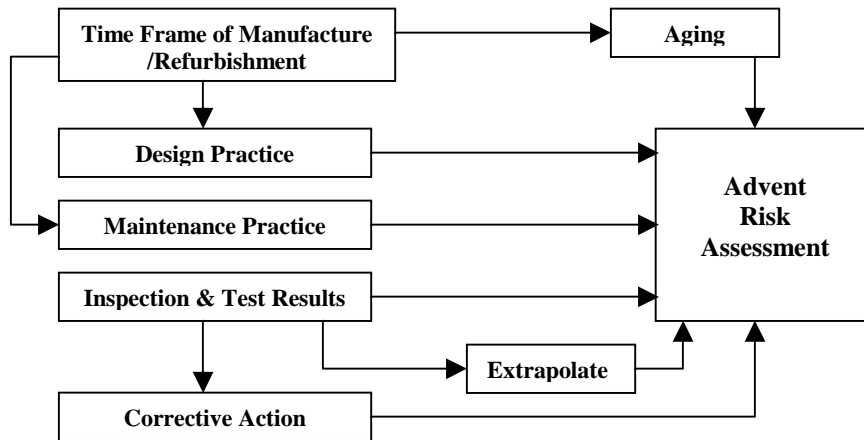 Time Frame of Manufacture
/Refurbishment
Aging
Design Practice
Advent
Risk
Assessment
Maintenance Practice
Inspection & Test Results
Extrapolate
Corrective Action